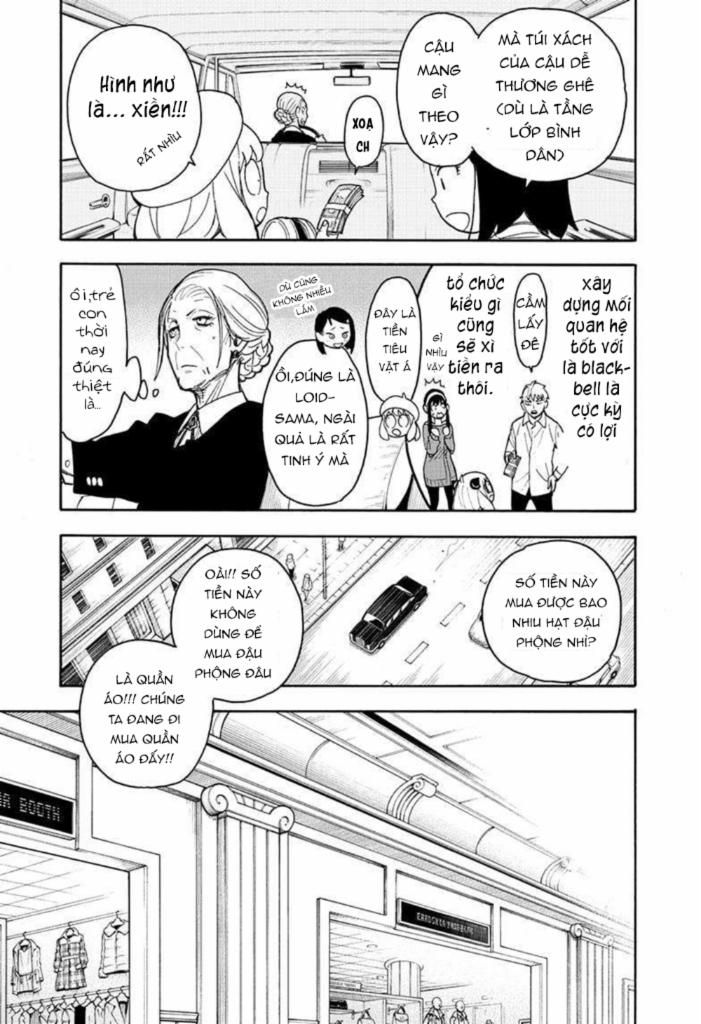 MÀ TÚI XÁCH
CỦA CẬU DỄ
THƯƠNG GHÊ
(DÙ LÀ TẦNG
LỚP BÌNH
DÂN)
CẬU
MANG
GÌ
THEO
VẬY?
XOẠ
CH
Hình như
là... xiền!!!
RẤT NHÌU
xây
dựng mối
quan hệ
tốt với
là black-
bell là
cực kỳ
có lợi
CẦM
LẤY
ĐÊ
tổ chức
kiểu gì
cũng
sẽ xì
tiền ra
thôi.
GÌ
NHÌU
VẬY
ĐÂY LÀ
TIỀN
TIÊU
VẶT Á
DÙ CŨNG
KHÔNG NHIỀU
LẮM
ỒI,ĐÚNG LÀ
LOID-
SAMA, NGÀI
QUẢ LÀ RẤT
TINH Ý MÀ
ôi,trẻ
con
thời
nay
đúng
thiệt
là...
SỐ TIỀN NÀY
MUA ĐƯỢC BAO
NHIU HẠT ĐẬU
PHỘNG NHỈ?
OÀI!! SỐ
TIỀN NÀY
KHÔNG
DÙNG ĐỂ
MUA ĐẬU
PHỘNG ĐÂU
LÀ QUẦN
ÁO!!! CHÚNG
TA ĐANG ĐI
MUA QUẦN
ÁO ĐẤY!!
BOOTH